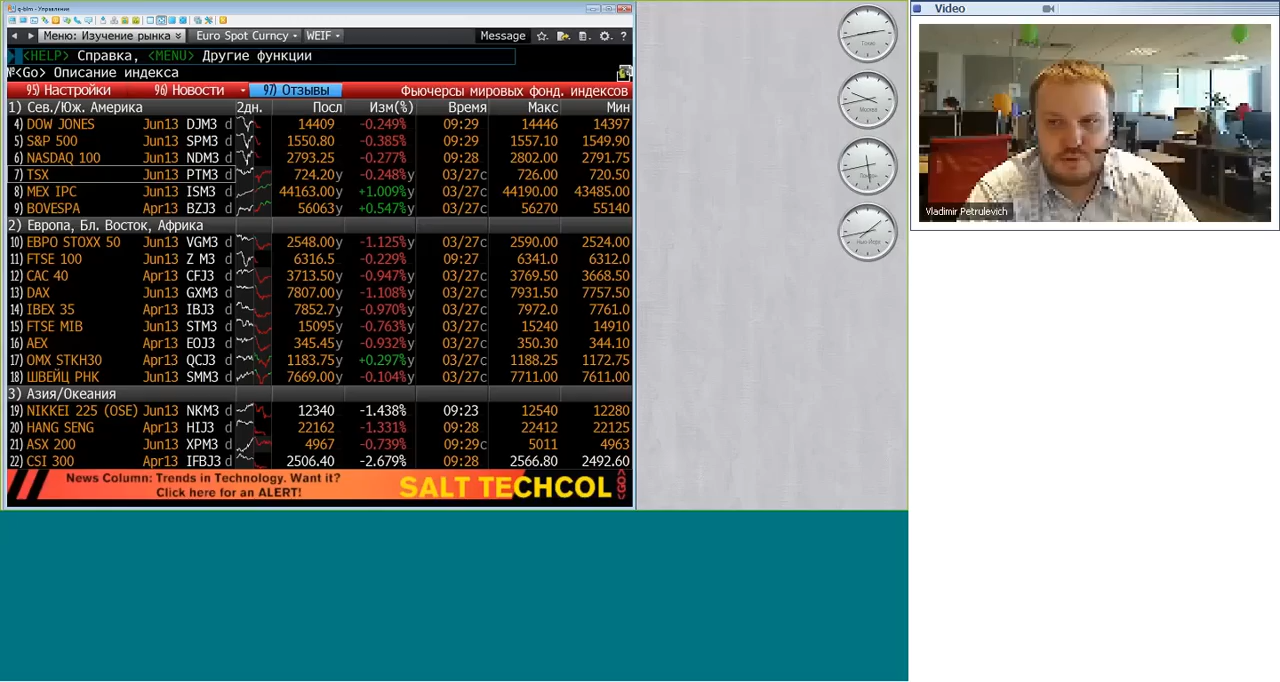 q-blm - Управление
Меню: Изучение рынка Euro Spot Curncy WEIF Message
<HELP> Справка, <MENU> Другие функции
№<Go> Описание индекса
95) Настройки 96) Новости 97) Отзывы Фьючерсы мировых фонд. индексов
1) Сев./Юж. Америка 2дн. Посл Изм(%) Время Макс Мин
4) DOW JONES Jun13 DJM3 d 14409 -0.249% 09:29 14446 14397
5) S&P 500 Jun13 SPM3 d 1550.80 -0.385% 09:29 1557.10 1549.90
6) NASDAQ 100 Jun13 NDM3 d 2793.25 -0.277% 09:28 2802.00 2791.75
7) TSX Jun13 PTM3 d 724.20y -0.248%y 03/27c 726.00 720.50
8) MEX IPC Jun13 ISM3 d 44163.00y +1.009%y 03/27c 44190.00 43485.00
9) BOVESPA Apr13 BZJ3 d 56063y +0.547%y 03/27c 56270 55140
2) Европа, Бл. Восток, Африка
10) ЕВРО STOXX 50 Jun13 VGM3 d 2548.00y -1.125%y 03/27c 2590.00 2524.00
11) FTSE 100 Jun13 Z M3 d 6316.5 -0.229% 09:27 6341.0 6312.0
12) CAC 40 Apr13 CFJ3 d 3713.50y -0.947%y 03/27c 3769.50 3668.50
13) DAX Jun13 GXM3 d 7807.00y -1.108%y 03/27c 7931.50 7757.50
14) IBEX 35 Apr13 IBJ3 d 7852.7y -0.970%y 03/27c 7972.0 7761.0
15) FTSE MIB Jun13 STM3 d 15095y -0.763%y 03/27c 15240 14910
16) AEX Apr13 EOJ3 d 345.45y -0.932%y 03/27c 350.30 344.10
17) OMX STKH30 Apr13 QCJ3 d 1183.75y +0.297%y 03/27c 1188.25 1172.75
18) ШВЕЙЦ РНК Jun13 SMM3 d 7669.00y -0.104%y 03/27c 7711.00 7611.00
3) Азия/Океания
19) NIKKEI 225 (OSE) Jun13 NKM3 d 12340 -1.438% 09:23 12540 12280
20) HANG SENG Apr13 HIJ3 d 22162 -1.331% 09:28 22412 22125
21) ASX 200 Jun13 XPM3 d 4967 -0.739% 09:29c 5011 4963
22) CSI 300 Apr13 IFBJ3 d 2506.40 -2.679% 09:28 2566.80 2492.60
News Column: Trends in Technology. Want it?
Click here for an ALERT!
SALT TECHCOL <GO>
Токио
Москва
Лондон
Нью-Йорк
Video
Vladimir Petrulevich